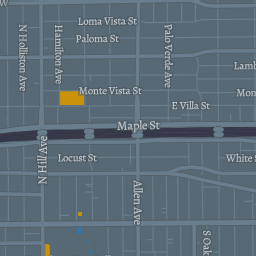 W
Loma Vista St
N Holliston Ave
Hamilton Ave
Paloma St
Palo Verde Ave
Lamb
Monte Vista St
Mon
E Villa St
Maple St
N Hill Ave
Locust St
White S
Allen Ave
S Oak